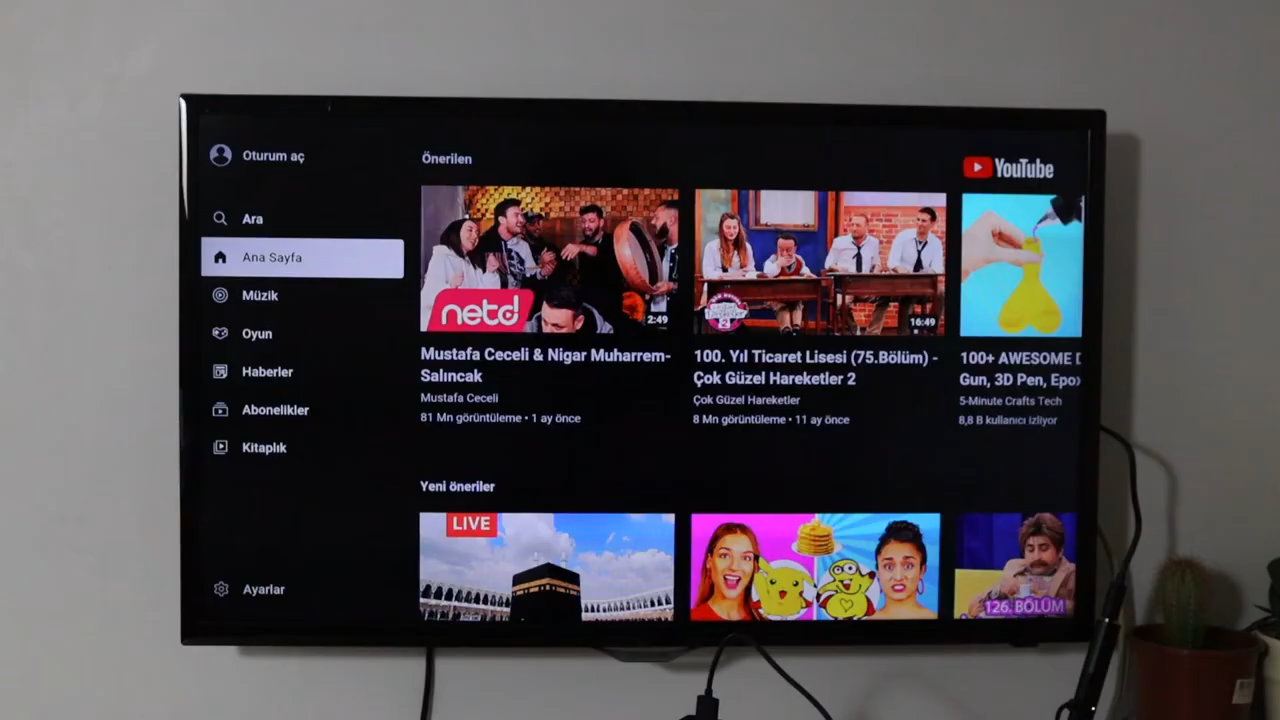 Oturum aç
Ara
Ana Sayfa
Müzik
Oyun
Haberler
Abonelikler
Kitaplık
Ayarlar
Önerilen
YouTube
netd
2:49
Mustafa Ceceli & Nigar Muharrem-
Salıncak
Mustafa Ceceli
81 Mn görüntüleme • 1 ay önce
2
16:49
100. Yıl Ticaret Lisesi (75.Bölüm) -
Çok Güzel Hareketler 2
Çok Güzel Hareketler
8 Mn görüntüleme • 11 ay önce
100+ AWESOME
Gun, 3D Pen, Epox
5-Minute Crafts Tech
8,8 B kullanıcı izliyor
Yeni öneriler
LIVE
126. BÖLÜM